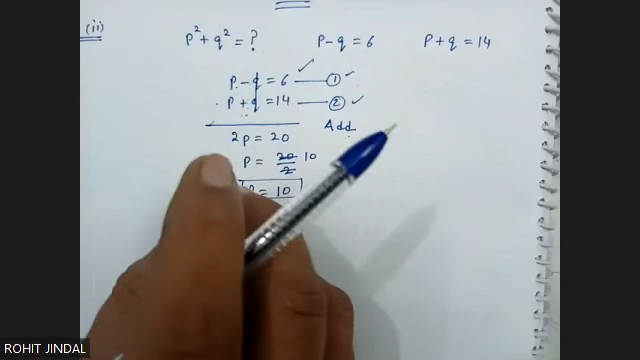 (ii)
p² + q² = ? p - q = 6 p + q = 14
p - q = 6 ——① ✓
p + q = 14 ——② ✓
2p = 20 Add
p = 20/2 10
= 10
ROHIT JINDAL